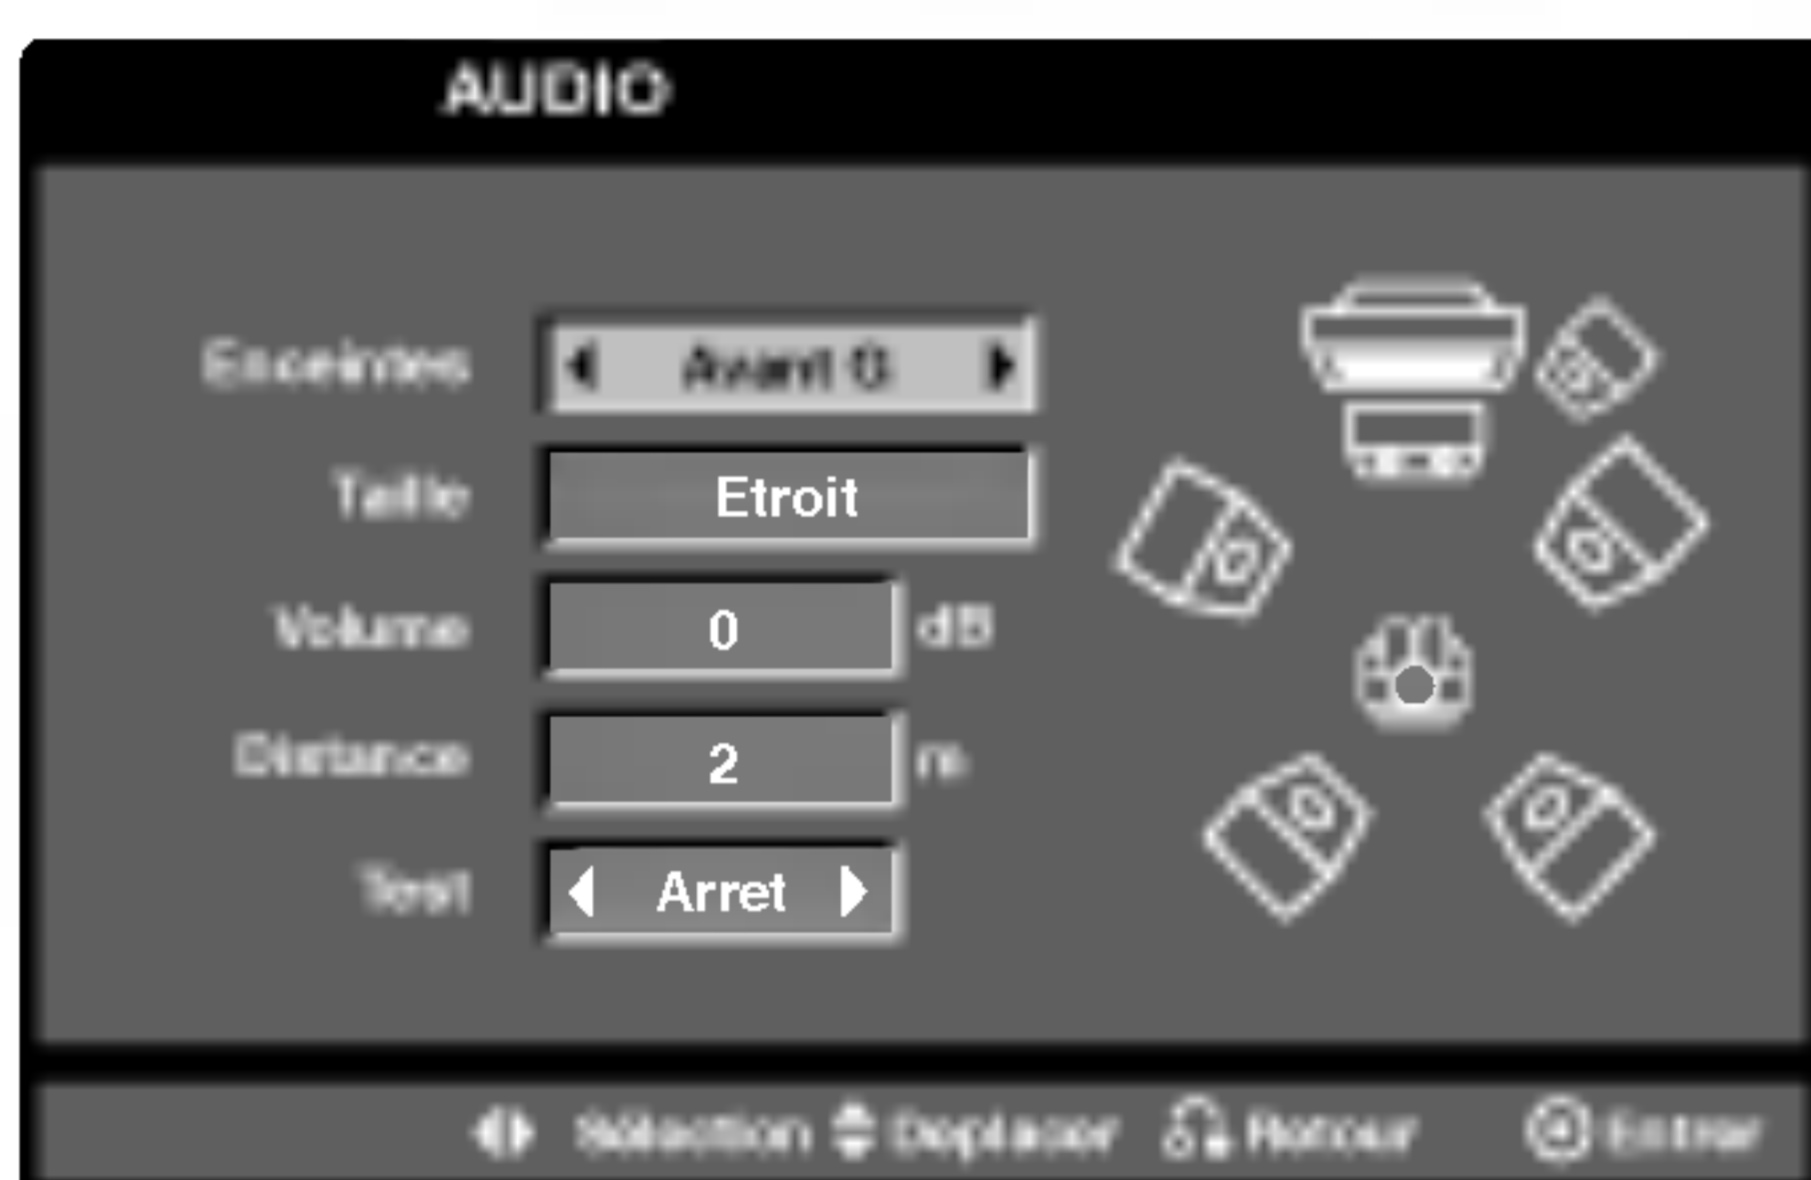 AUDIO
Enceintes Avant G
Taille Etroit
Volume 0 dB
Distance 2 m
Test Arret
Sélection Deplacer Retour Entrer